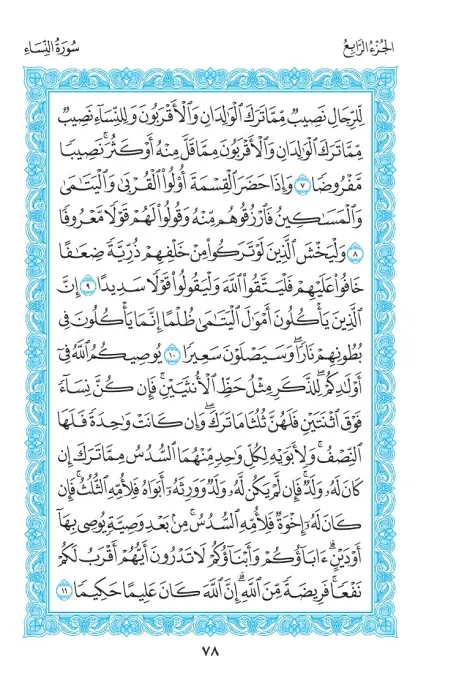 الجزء الرابع
سورة النساء
لِّلرِّجَالِ نَصِيبٌ مِّمَّا تَرَكَ ٱلْوَٰلِدَانِ وَٱلْأَقْرَبُونَ وَلِلنِّسَآءِ نَصِيبٌ
مِّمَّا تَرَكَ ٱلْوَٰلِدَانِ وَٱلْأَقْرَبُونَ مِمَّا قَلَّ مِنْهُ أَوْ كَثُرَ ۚ نَصِيبًا
مَّفْرُوضًا ٧ وَإِذَا حَضَرَ ٱلْقِسْمَةَ أُو۟لُوا۟ ٱلْقُرْبَىٰ وَٱلْيَتَٰمَىٰ
وَٱلْمَسَٰكِينُ فَٱرْزُقُوهُم مِّنْهُ وَقُولُوا۟ لَهُمْ قَوْلًا مَّعْرُوفًا
٨ وَلْيَخْشَ ٱلَّذِينَ لَوْ تَرَكُوا۟ مِنْ خَلْفِهِمْ ذُرِّيَّةً ضِعَٰفًا
خَافُوا۟ عَلَيْهِمْ فَلْيَتَّقُوا۟ ٱللَّهَ وَلْيَقُولُوا۟ قَوْلًا سَدِيدًا ٩ إِنَّ
ٱلَّذِينَ يَأْكُلُونَ أَمْوَٰلَ ٱلْيَتَٰمَىٰ ظُلْمًا إِنَّمَا يَأْكُلُونَ فِى
بُطُونِهِمْ نَارًا ۖ وَسَيَصْلَوْنَ سَعِيرًا ١٠ يُوصِيكُمُ ٱللَّهُ فِىٓ
أَوْلَٰدِكُمْ ۖ لِلذَّكَرِ مِثْلُ حَظِّ ٱلْأُنثَيَيْنِ ۚ فَإِن كُنَّ نِسَآءً
فَوْقَ ٱثْنَتَيْنِ فَلَهُنَّ ثُلُثَا مَا تَرَكَ ۖ وَإِن كَانَتْ وَٰحِدَةً فَلَهَا
ٱلنِّصْفُ ۚ وَلِأَبَوَيْهِ لِكُلِّ وَٰحِدٍ مِّنْهُمَا ٱلسُّدُسُ مِمَّا تَرَكَ إِن
كَانَ لَهُۥ وَلَدٌ ۚ فَإِن لَّمْ يَكُن لَّهُۥ وَلَدٌ وَوَرِثَهُۥٓ أَبَوَاهُ فَلِأُمِّهِ ٱلثُّلُثُ ۚ فَإِن
كَانَ لَهُۥٓ إِخْوَةٌ فَلِأُمِّهِ ٱلسُّدُسُ ۚ مِنۢ بَعْدِ وَصِيَّةٍ يُوصِى بِهَآ
أَوْ دَيْنٍ ۗ ءَابَآؤُكُمْ وَأَبْنَآؤُكُمْ لَا تَدْرُونَ أَيُّهُمْ أَقْرَبُ لَكُمْ
نَفْعًا ۚ فَرِيضَةً مِّنَ ٱللَّهِ ۗ إِنَّ ٱللَّهَ كَانَ عَلِيمًا حَكِيمًا ١١
٧٨